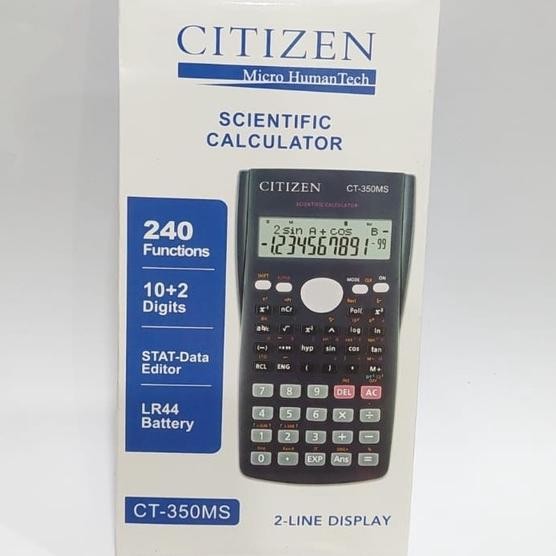 CITIZEN
Micro HumanTech
SCIENTIFIC
CALCULATOR
240
Functions
10+2
Digits
STAT-Data
Editor
LR44
Battery
CT-350MS
2-LINE DISPLAY
CITIZEN CT-350MS
SCIENTIFIC CALCULATOR
2sin A+cos B-
-1234567891-99
SHIFT ALPHA MODE CLR ON
x⁻¹ nCr Pol( x³
√ x² ∧ log ln
(-) hyp sin cos tan
RCL ENG ( ) , M+
7 8 9 DEL AC
4 5 6 × ÷
1 2 3 + −
0 . EXP Ans =